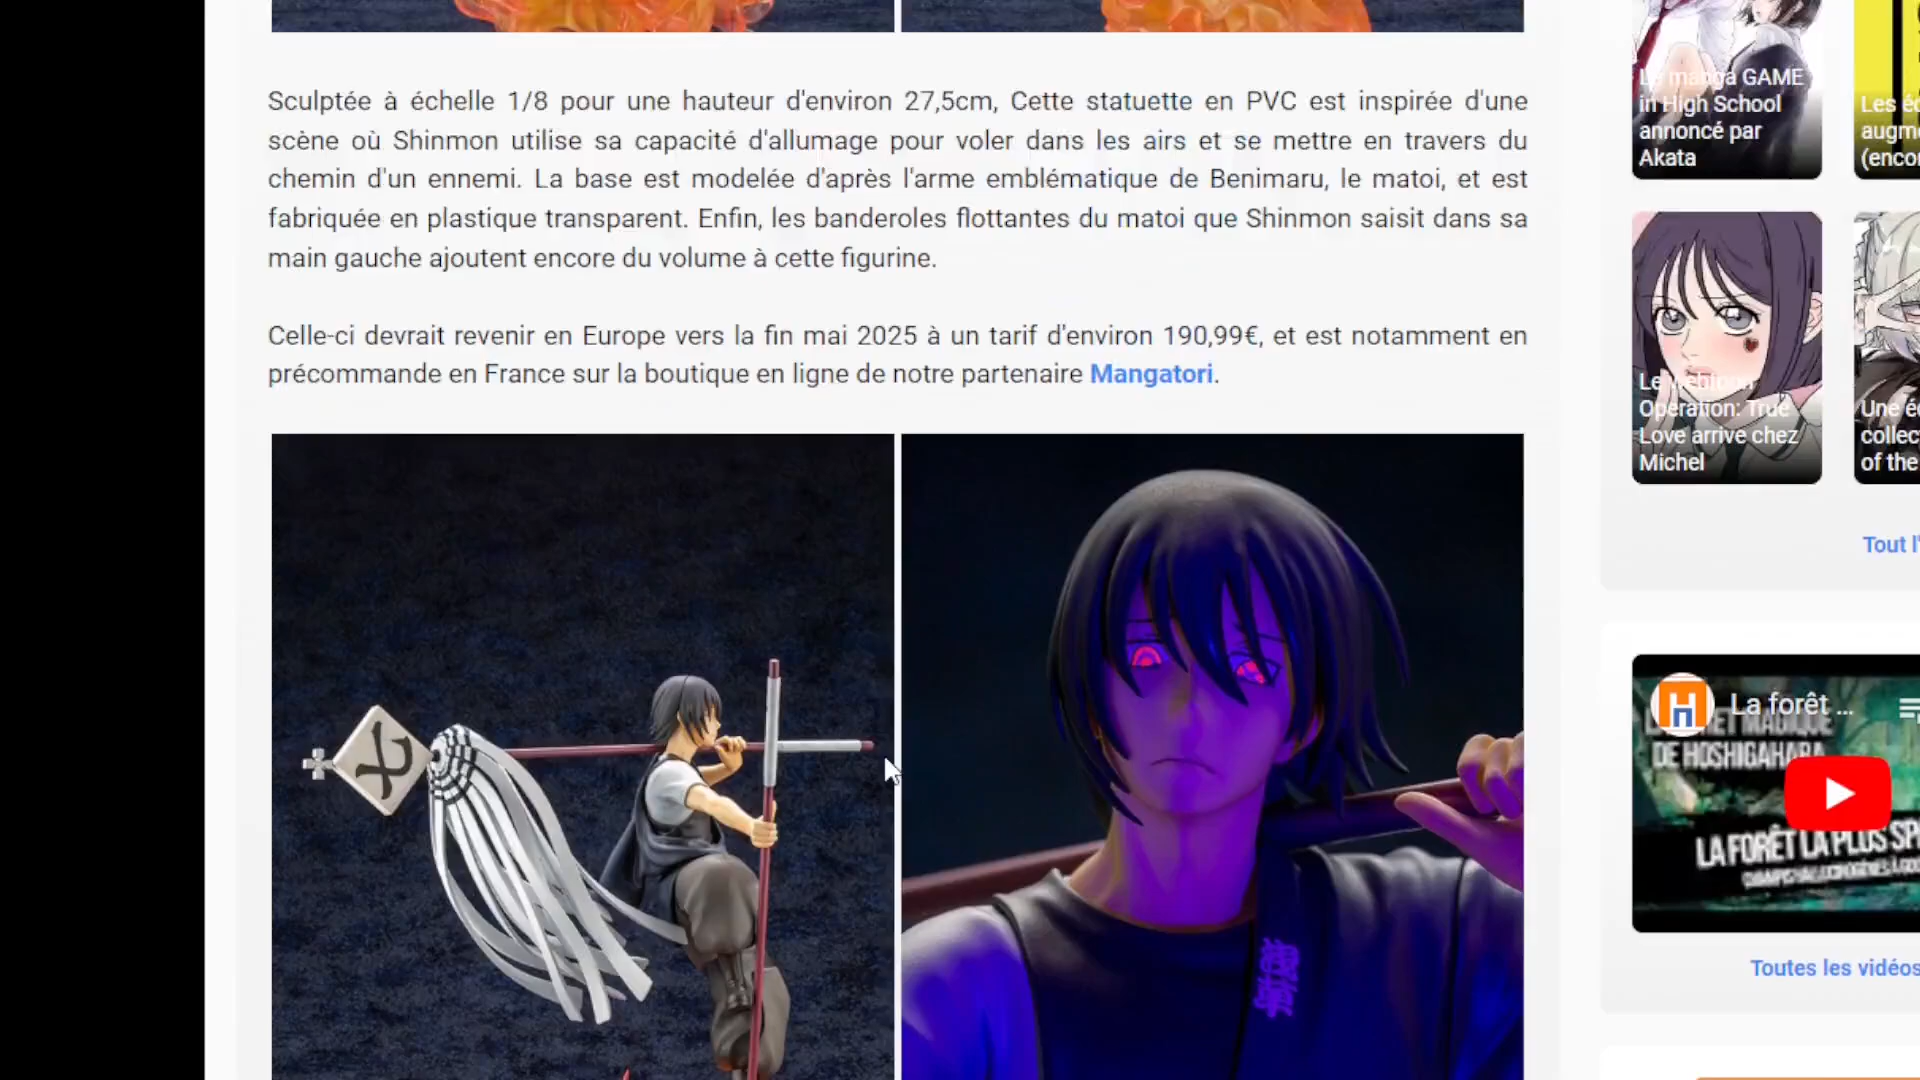 Sculptée à échelle 1/8 pour une hauteur d'environ 27,5cm, Cette statuette en PVC est inspirée d'une
scène où Shinmon utilise sa capacité d'allumage pour voler dans les airs et se mettre en travers du
chemin d'un ennemi. La base est modelée d'après l'arme emblématique de Benimaru, le matoi, et est
fabriquée en plastique transparent. Enfin, les banderoles flottantes du matoi que Shinmon saisit dans sa
main gauche ajoutent encore du volume à cette figurine.
Celle-ci devrait revenir en Europe vers la fin mai 2025 à un tarif d'environ 190,99€, et est notamment en
précommande en France sur la boutique en ligne de notre partenaire Mangatori.
Le manga GAME
in High School
annoncé par
Akata
Les
(enco
Le
Operation: True
Love arrive chez
Michel
Une
collec
of the
Tout l'
La forêt ...
DE HOSHIGAHARA
LA FORÊT LA PLUS SP
Toutes les vidéos